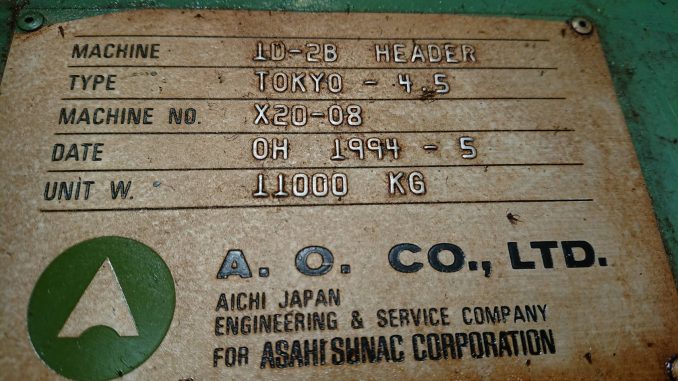 MACHINE 1D-2B HEADER
TYPE TOKYO - 4.5
MACHINE NO. X20-08
DATE OH 1994 - 5
UNIT W. 11000 KG
A. O. CO., LTD.
AICHI JAPAN
ENGINEERING & SERVICE COMPANY
FOR ASAHI SUNAC CORPORATION